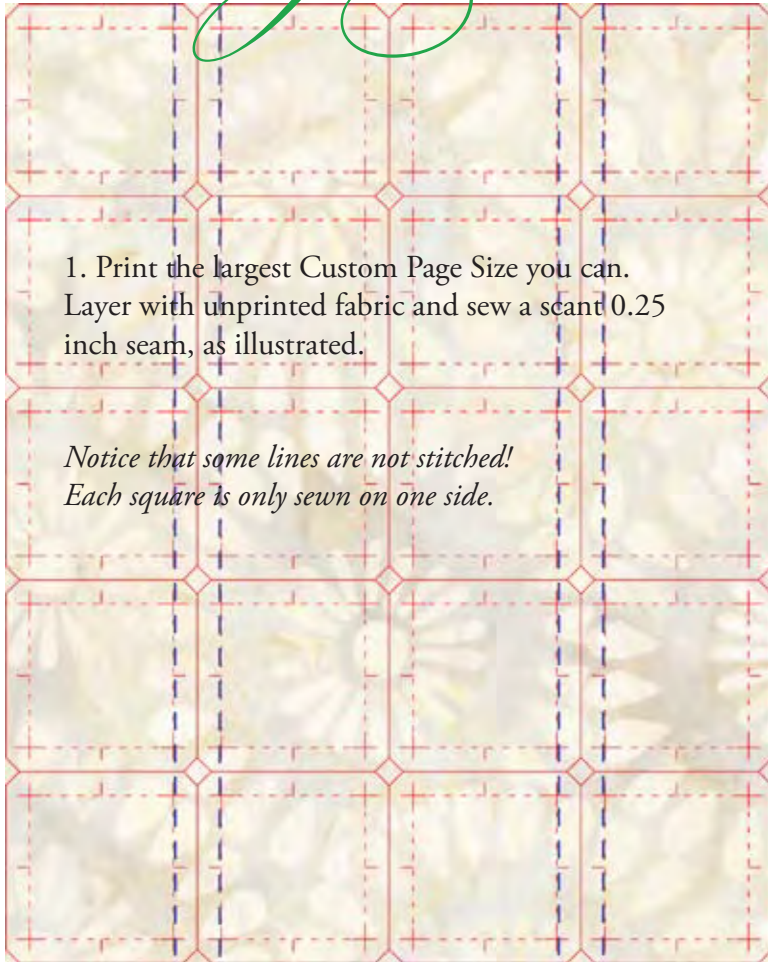 1. Print the largest Custom Page Size you can.
Layer with unprinted fabric and sew a scant 0.25
inch seam, as illustrated.
Notice that some lines are not stitched!
Each square is only sewn on one side.